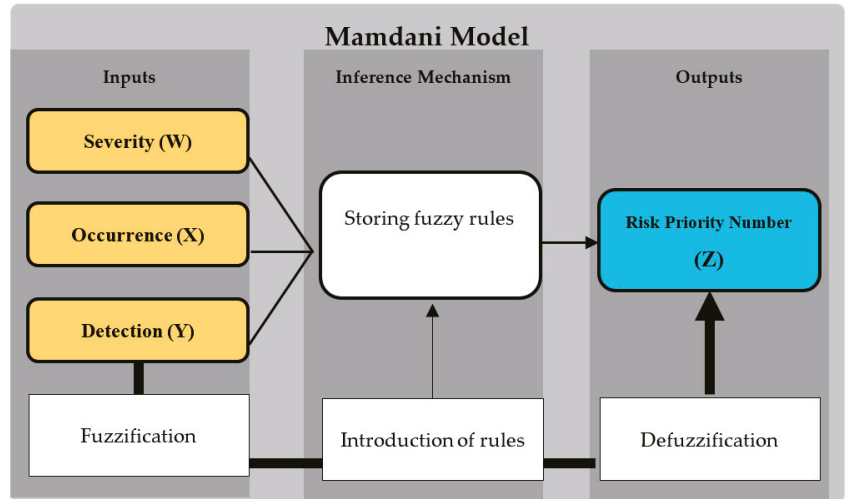 Mamdani Model
Inputs
Inference Mechanism
Outputs
Severity (W)
Occurrence (X)
Detection (Y)
Storing fuzzy rules
Risk Priority Number
(Z)
Fuzzification
Introduction of rules
Defuzzification